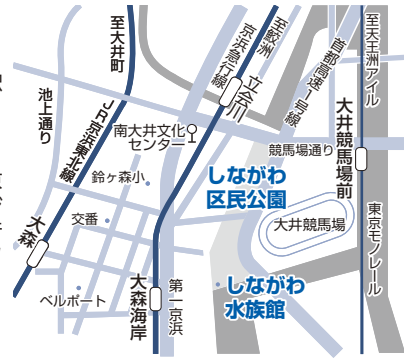 至大井町
池上通り
JR京浜東北線
至鮫洲
京浜急行線
立会川
首都高速1号線
至天王洲アイル
大井競馬場前
南大井文化
センター
競馬場通り
鈴ヶ森小
しながわ
区民公園
交番
大井競馬場
東京モノレール
大森
ベルポート
大森海岸
第一京浜
しながわ
水族館